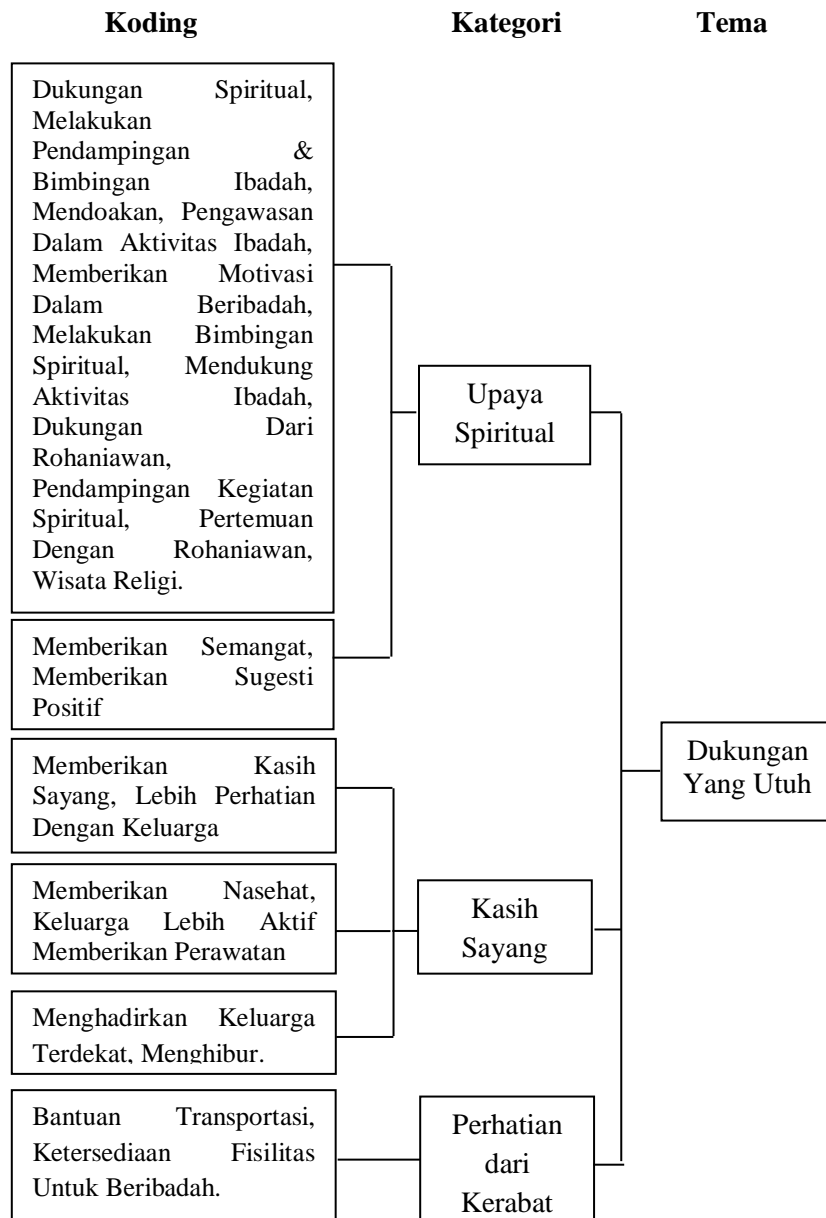 Koding Kategori Tema
Dukungan Spiritual,
Melakukan
Pendampingan &
Bimbingan Ibadah,
Mendoakan, Pengawasan
Dalam Aktivitas Ibadah,
Memberikan Motivasi
Dalam Beribadah,
Melakukan Bimbingan
Spiritual, Mendukung
Aktivitas Ibadah,
Dukungan Dari
Rohaniawan,
Pendampingan Kegiatan
Spiritual, Pertemuan
Dengan Rohaniawan,
Wisata Religi.
Memberikan Semangat,
Memberikan Sugesti
Positif
Upaya
Spiritual
Memberikan Kasih
Sayang, Lebih Perhatian
Dengan Keluarga
Memberikan Nasehat,
Keluarga Lebih Aktif
Memberikan Perawatan
Menghadirkan Keluarga
Terdekat, Menghibur.
Kasih
Sayang
Bantuan Transportasi,
Ketersediaan Fisilitas
Untuk Beribadah.
Perhatian
dari
Kerabat
Dukungan
Yang Utuh